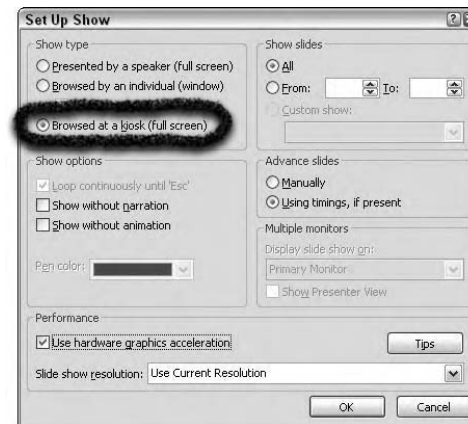 Set Up Show
Show type
Presented by a speaker (full screen)
Browsed by an individual (window)
Browsed at a kiosk (full screen)
Show slides
All
From: To:
Custom show:
Show options
Loop continuously until 'Esc'
Show without narration
Show without animation
Pen color:
Advance slides
Manually
Using timings, if present
Multiple monitors
Display slide show on:
Primary Monitor
Show Presenter View
Performance
Use hardware graphics acceleration
Tips
Slide show resolution: Use Current Resolution
OK Cancel